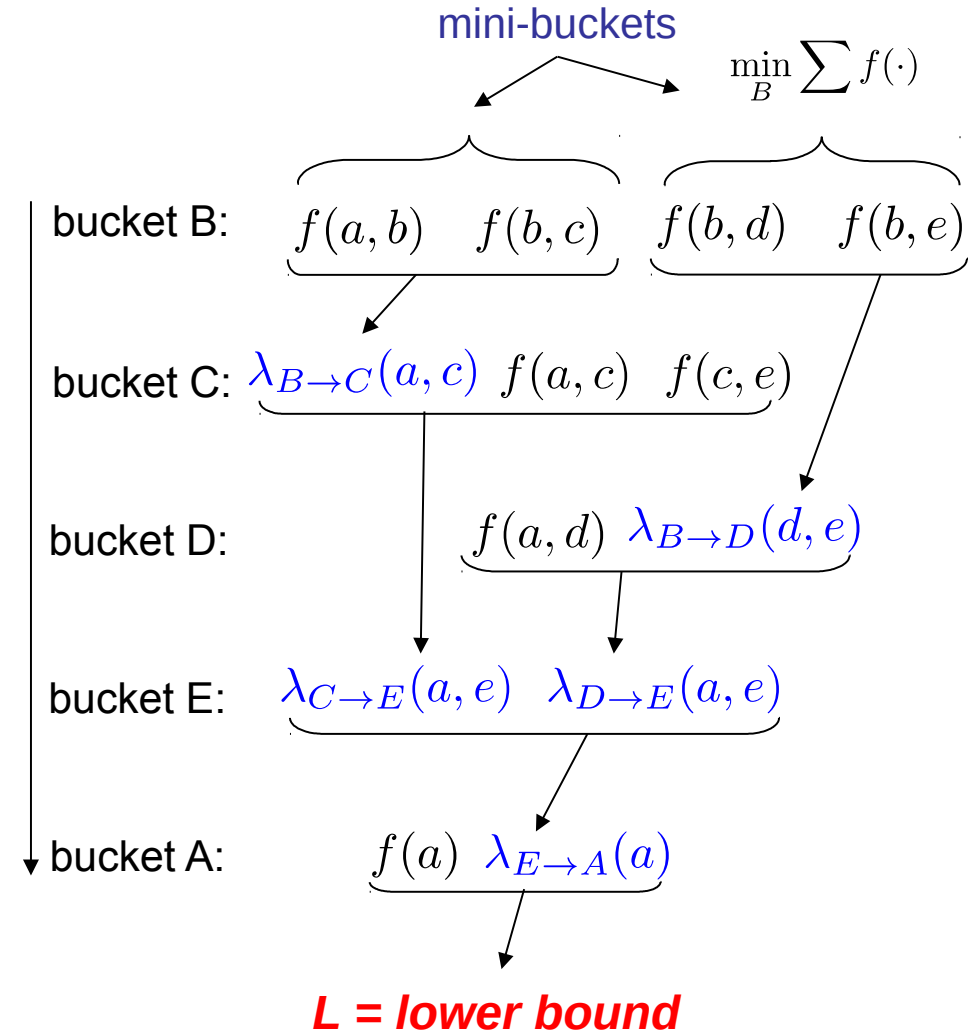 mini-buckets
min_B ∑ f(·)
bucket B: f(a, b) f(b, c) f(b, d) f(b, e)
bucket C: λ_{B→C}(a, c) f(a, c) f(c, e)
bucket D: f(a, d) λ_{B→D}(d, e)
bucket E: λ_{C→E}(a, e) λ_{D→E}(a, e)
bucket A: f(a) λ_{E→A}(a)
L = lower bound